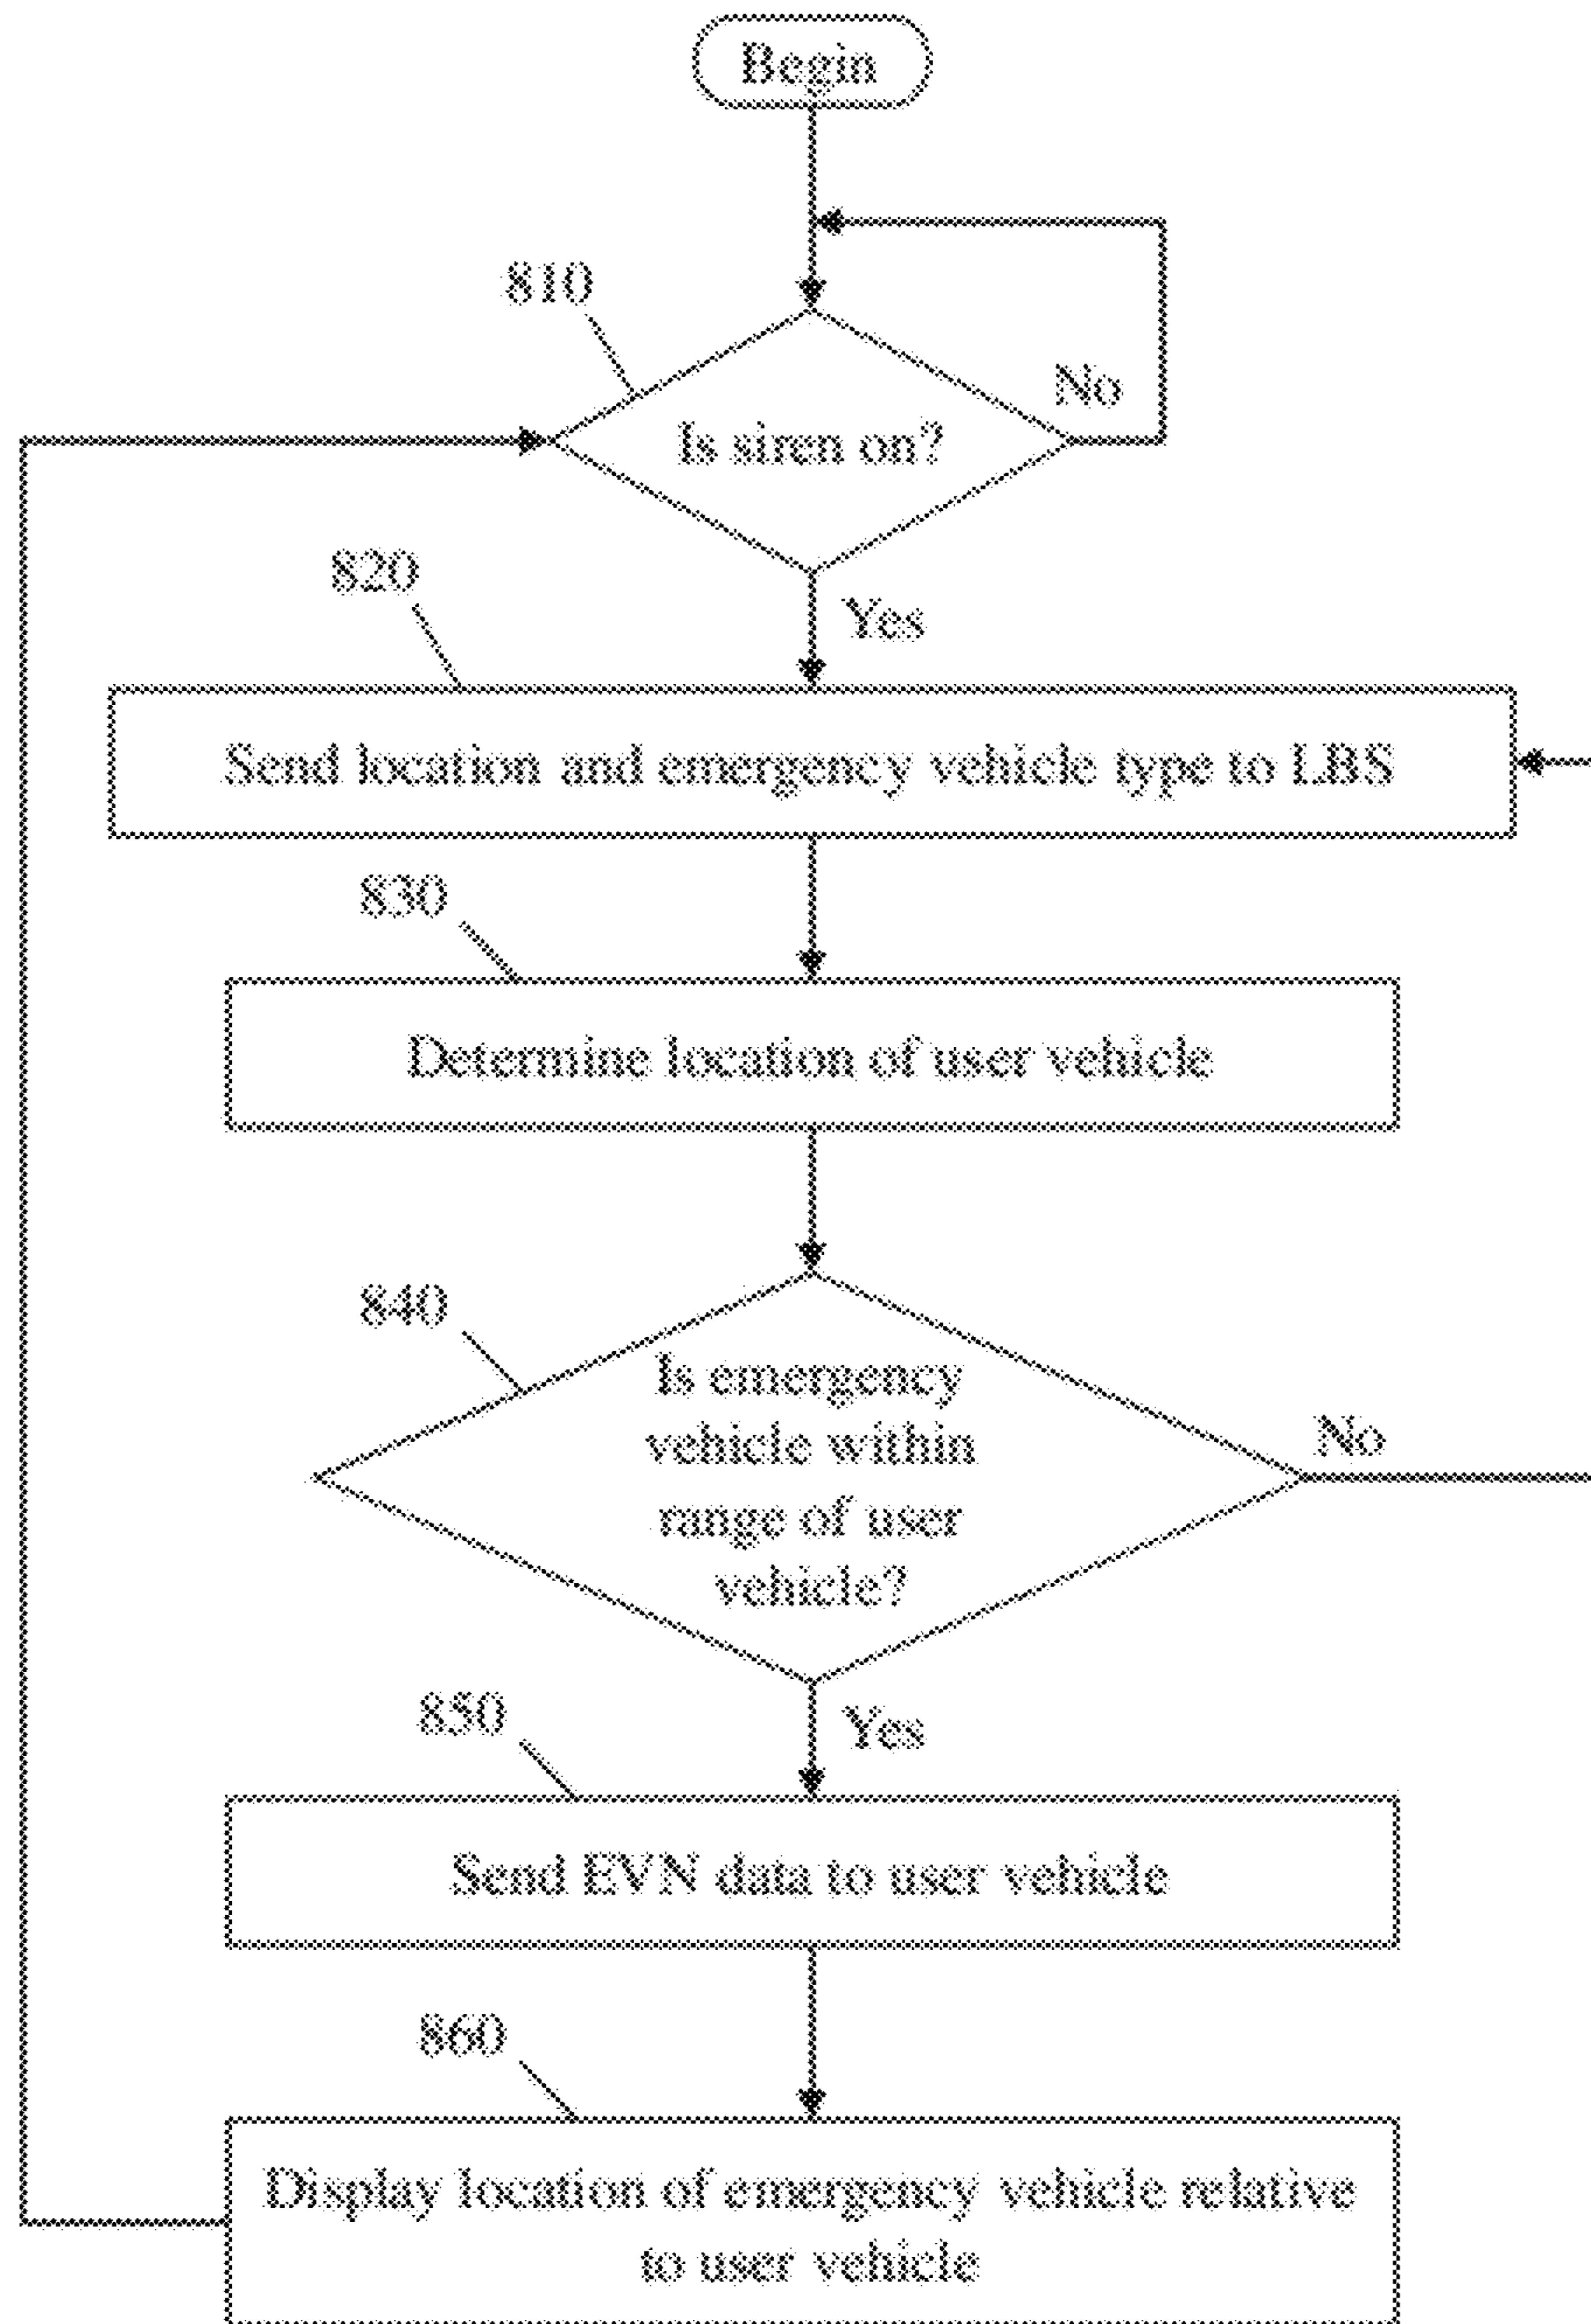 Begin
810
No
Is siren on?
820
Yes
Send location and emergency vehicle type to LBS
830
Determine location of user vehicle
840
Is emergency
vehicle within
range of user
vehicle?
No
850
Yes
Send EVN data to user vehicle
860
Display location of emergency vehicle relative
to user vehicle